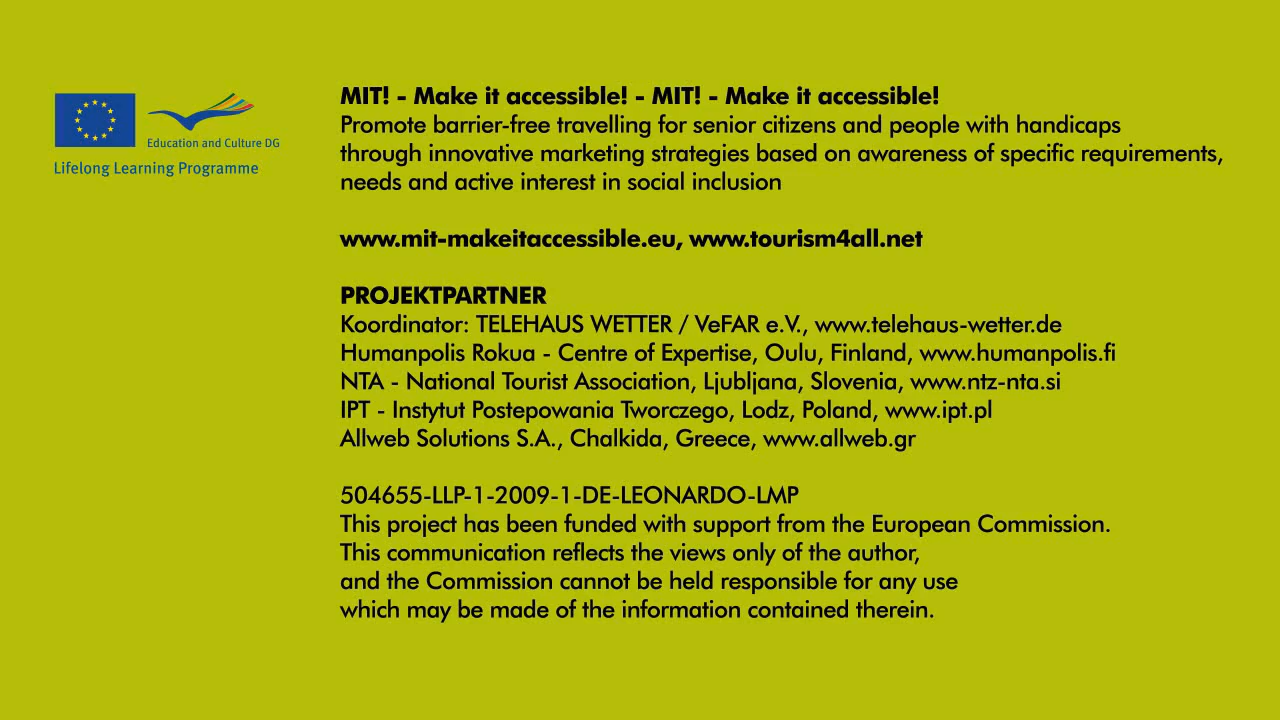 Education and Culture DG
Lifelong Learning Programme
MIT! - Make it accessible! - MIT! - Make it accessible!
Promote barrier-free travelling for senior citizens and people with handicaps
through innovative marketing strategies based on awareness of specific requirements,
needs and active interest in social inclusion
www.mit-makeitaccessible.eu, www.tourism4all.net
PROJEKTPARTNER
Koordinator: TELEHAUS WETTER / VeFAR e.V., www.telehaus-wetter.de
Humanpolis Rokua - Centre of Expertise, Oulu, Finland, www.humanpolis.fi
NTA - National Tourist Association, Ljubljana, Slovenia, www.ntz-nta.si
IPT - Instytut Postepowania Tworczego, Lodz, Poland, www.ipt.pl
Allweb Solutions S.A., Chalkida, Greece, www.allweb.gr
504655-LLP-1-2009-1-DE-LEONARDO-LMP
This project has been funded with support from the European Commission.
This communication reflects the views only of the author,
and the Commission cannot be held responsible for any use
which may be made of the information contained therein.